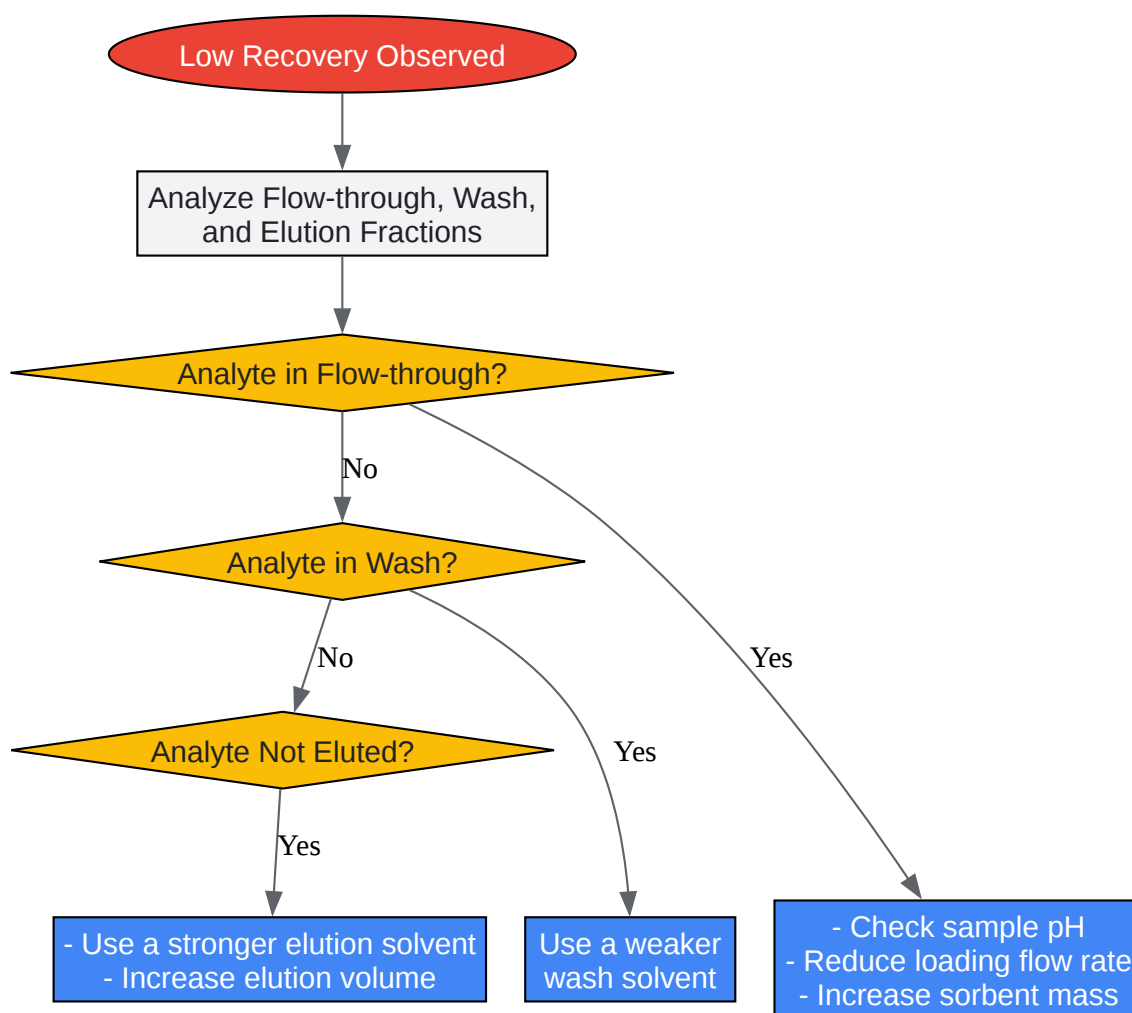 Low Recovery Observed
Analyze Flow-through, Wash,
and Elution Fractions
Analyte in Flow-through?
No
Analyte in Wash?
No
Yes
Analyte Not Eluted?
Yes
Yes
- Use a stronger elution solvent
- Increase elution volume
Use a weaker
wash solvent
- Check sample pH
- Reduce loading flow rate
- Increase sorbent mass